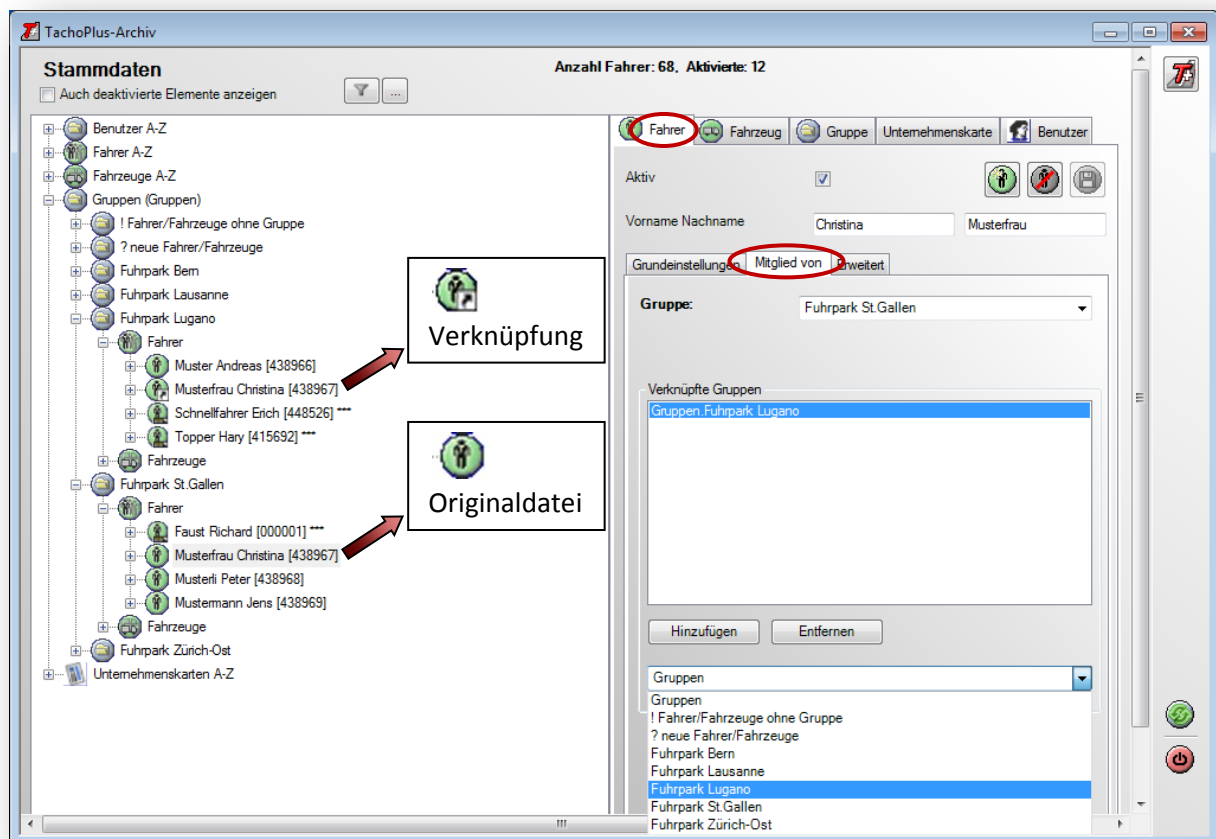 TachoPlus-Archiv
Stammdaten
Anzahl Fahrer: 68, Aktivierte: 12
Auch deaktivierte Elemente anzeigen
...
Benutzer A-Z
Fahrer A-Z
Fahrzeuge A-Z
Gruppen (Gruppen)
! Fahrer/Fahrzeuge ohne Gruppe
? neue Fahrer/Fahrzeuge
Fuhrpark Bern
Fuhrpark Lausanne
Fuhrpark Lugano
Fahrer
Muster Andreas [438966]
Musterfrau Christina [438967]
Schnellfahrer Erich [448526] ***
Topper Hary [415692] ***
Fahrzeuge
Fuhrpark St.Gallen
Fahrer
Faust Richard [000001] ***
Musterfrau Christina [438967]
Musterli Peter [438968]
Mustermann Jens [438969]
Fahrzeuge
Fuhrpark Zürich-Ost
Unternehmenskarten A-Z
Verknüpfung
Originaldatei
Fahrer Fahrzeug Gruppe Unternehmenskarte Benutzer
Aktiv
Vorname Nachname Christina Musterfrau
Grundeinstellungen Mitglied von Erweitert
Gruppe: Fuhrpark St.Gallen
Verknüpfte Gruppen
Gruppen.Fuhrpark Lugano
Hinzufügen Entfernen
Gruppen
Gruppen
! Fahrer/Fahrzeuge ohne Gruppe
? neue Fahrer/Fahrzeuge
Fuhrpark Bern
Fuhrpark Lausanne
Fuhrpark Lugano
Fuhrpark St.Gallen
Fuhrpark Zürich-Ost